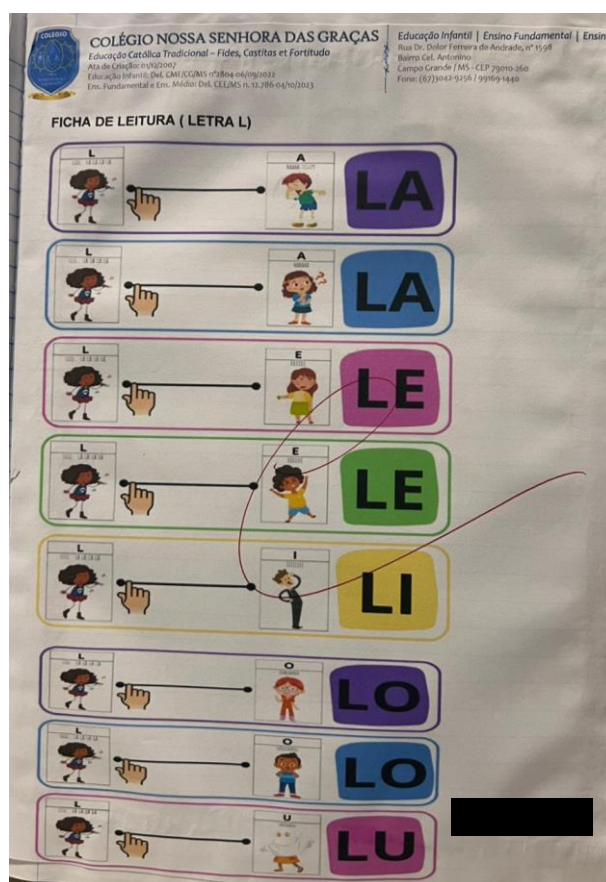 COLÉGIO
COLÉGIO NOSSA SENHORA DAS GRAÇAS
Educação Católica Tradicional – Fides, Castitas et Fortitudo
Ata de Criação: 01/12/2007
Educação Infantil: Del. CME/CG/MS nº2804-06/09/2022
Ens. Fundamental e Ens. Médio: Del. CEE/MS n. 12.786-04/10/2023
Educação Infantil | Ensino Fundamental | Ensin
Rua Dr. Dolor Ferreira de Andrade, nº 1598
Bairro Cel. Antonino
Campo Grande / MS - CEP 79010-260
Fone: (67)3042-9256 / 99169-1440
FICHA DE LEITURA ( LETRA L)
L A LA
L A LA
L E LE
L E LE
L I LI
L O LO
L O LO
L U LU